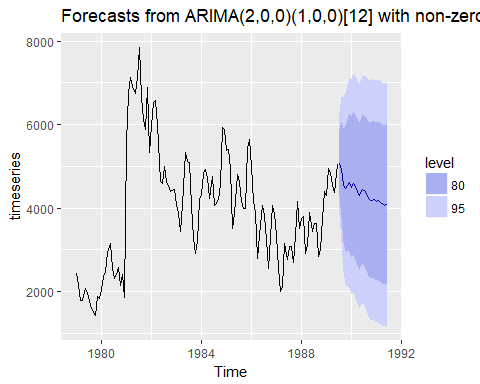 Forecasts from ARIMA(2,0,0)(1,0,0)[12] with non-zero
8000
6000
4000
2000
timeseries
1980
1984
1988
1992
Time
level
80
95